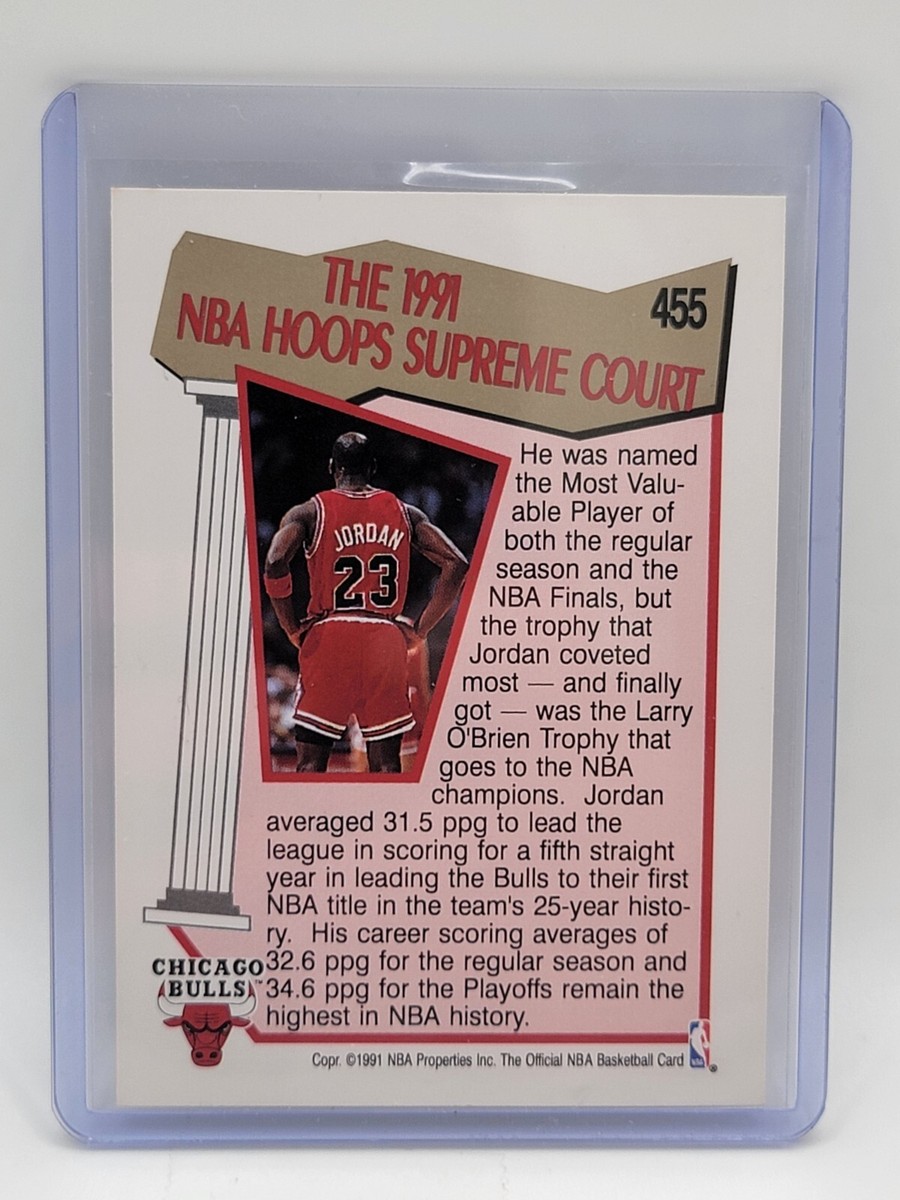 THE 1991
NBA HOOPS SUPREME COURT
455
JORDAN
23
He was named
the Most Valu-
able Player of
both the regular
season and the
NBA Finals, but
the trophy that
Jordan coveted
most — and finally
got — was the Larry
O'Brien Trophy that
goes to the NBA
champions. Jordan
averaged 31.5 ppg to lead the
league in scoring for a fifth straight
year in leading the Bulls to their first
NBA title in the team's 25-year histo-
ry. His career scoring averages of
32.6 ppg for the regular season and
34.6 ppg for the Playoffs remain the
highest in NBA history.
CHICAGO
BULLS™
Copr. ©1991 NBA Properties Inc. The Official NBA Basketball Card
NBA
®